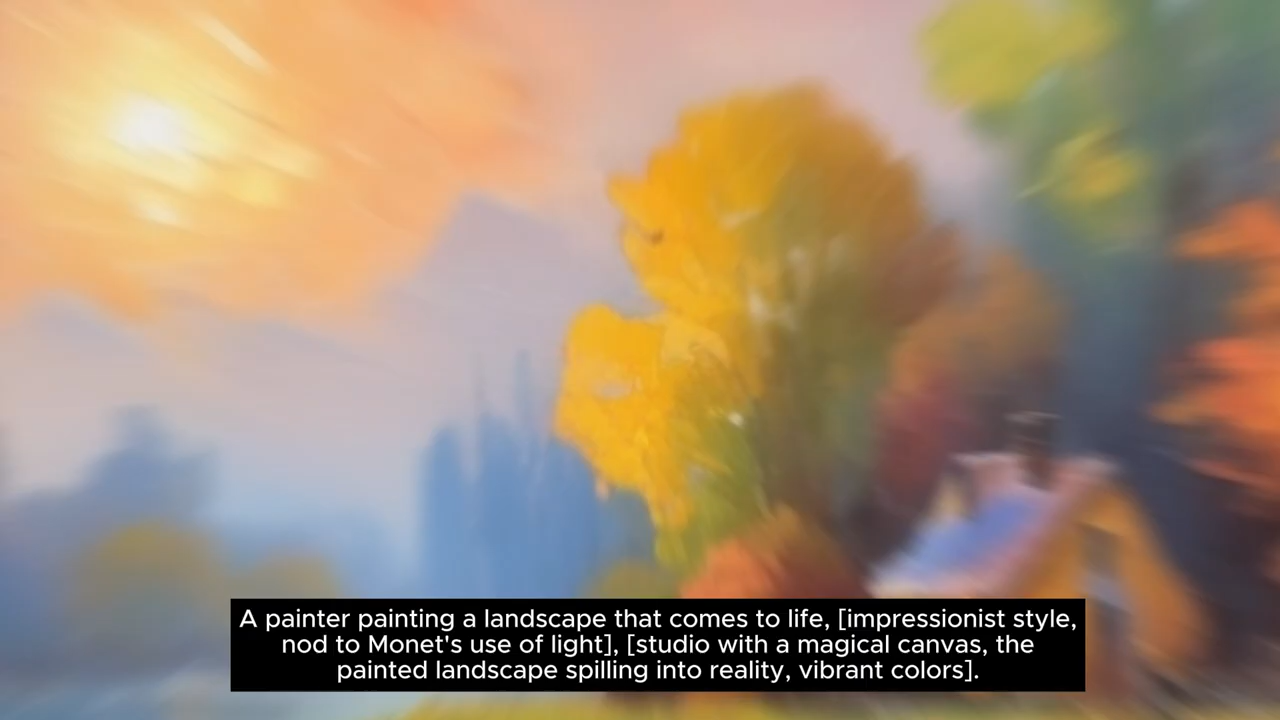 A painter painting a landscape that comes to life, [impressionist style,
nod to Monet's use of light], [studio with a magical canvas, the
painted landscape spilling into reality, vibrant colors].